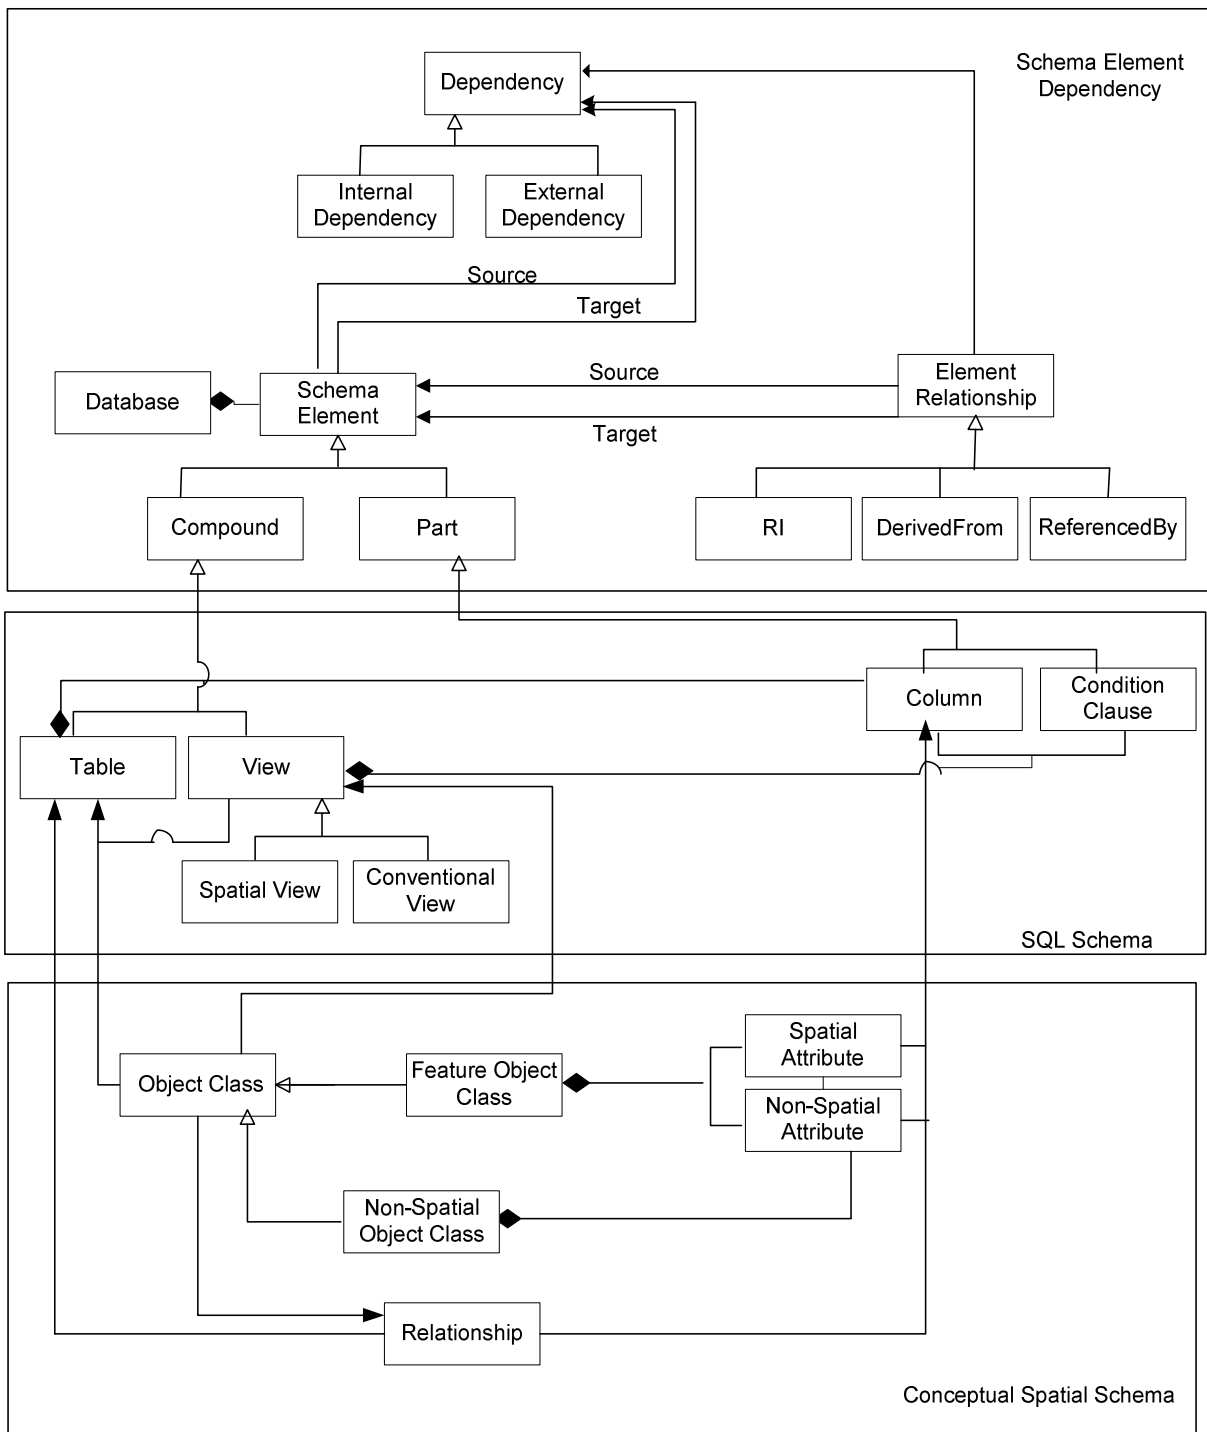 Schema Element
Dependency
Dependency
Internal
Dependency
External
Dependency
Source
Target
Database
Schema
Element
Source
Target
Element
Relationship
Compound
Part
RI
DerivedFrom
ReferencedBy
Column
Condition
Clause
Table
View
Spatial View
Conventional
View
SQL Schema
Object Class
Feature Object
Class
Spatial
Attribute
Non-Spatial
Attribute
Non-Spatial
Object Class
Relationship
Conceptual Spatial Schema